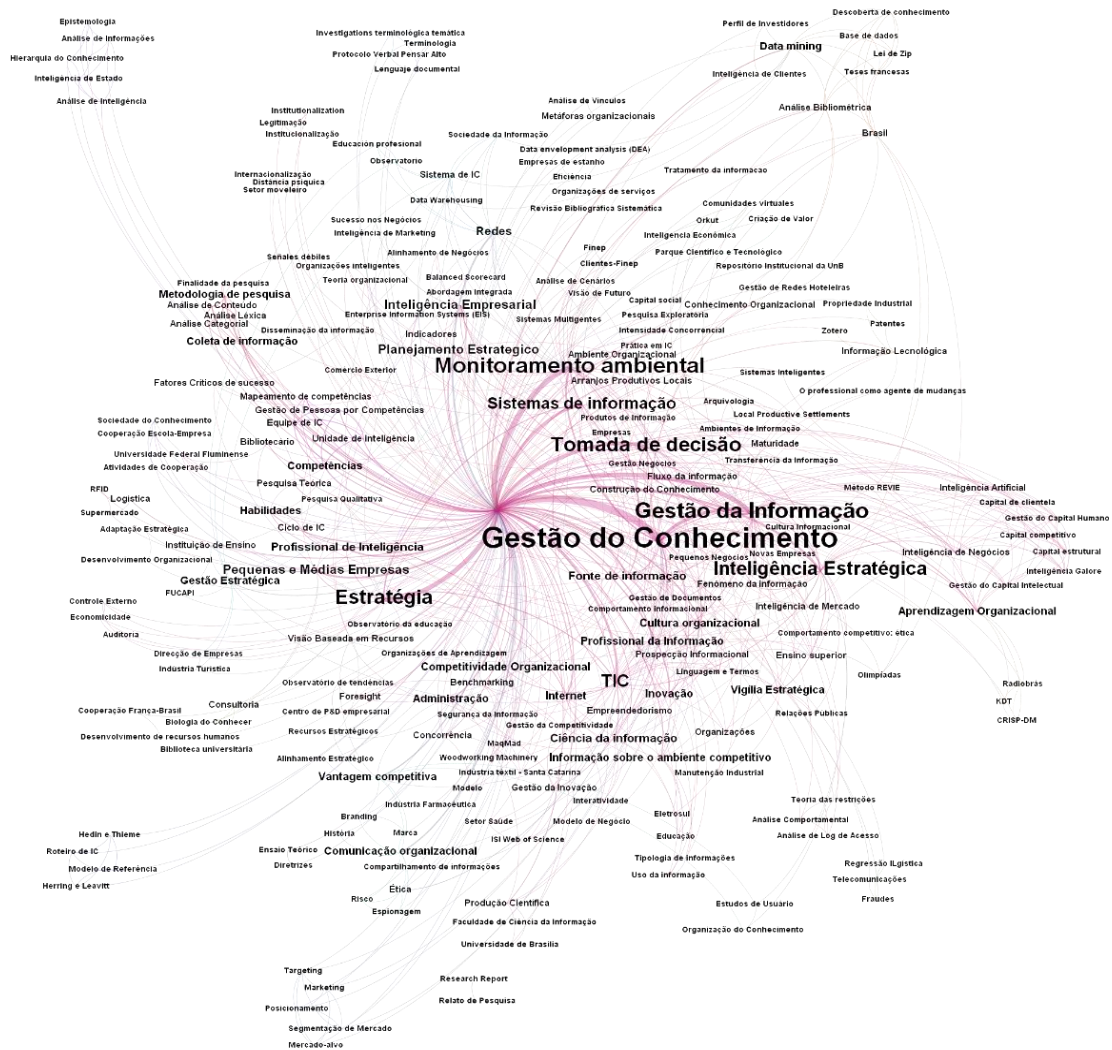 Epistemologia
Análise de Informações
Hierarquia do Conhecimento
Inteligência de Estado
Análise de Inteligência
Investigations terminológica temática
Terminologia
Protocolo Verbal Pensar Alto
Lenguaje documental
Perfil de Investidores
Descoberta de conhecimento
Base de dados
Data mining
Lei de Zip
Inteligência de Clientes
Teses francesas
Análise Bibliométrica
Brasil
Institutionalization
Legitimação
Institucionalização
Educación profesional
Observatorio
Sociedade da Informação
Sistema de IC
Análise de Vínculos
Metáforas organizacionais
Data envelopment analysis (DEA)
Empresas de estanho
Eficiência
Organizações de serviços
Revisão Bibliográfica Sistemática
Tratamento da informacao
Internacionalização
Distância psíquica
Setor moveleiro
Data Warehousing
Sucesso nos Negócios
Inteligência de Marketing
Redes
Comunidades virtuales
Orkut
Criação de Valor
Inteligencia Econômica
Parque Científico e Tecnológico
Repositório Institucional da UnB
Alinhamento de Negócios
Finep
Clientes-Finep
Señales débiles
Organizações inteligentes
Teoria organizacional
Balanced Scorecard
Abordagem Integrada
Análise de Cenários
Visão de Futuro
Gestão de Redes Hoteleiras
Finalidade da pesquisa
Metodologia de pesquisa
Análise de Conteudo
Análise Léxica
Análise Categorial
Coleta de informação
Inteligência Empresarial
Enterprise Information Systems (EIS)
Disseminação da informação
Indicadores
Sistemas Multigentes
Capital social
Pesquisa Exploratória
Intensidade Concorrencial
Conhecimento Organizacional
Propriedade Industrial
Patentes
Zotero
Informação Lecnológica
Planejamento Estrategico
Prática em IC
Ambiente Organizacional
Monitoramento ambiental
Comércio Exterior
Arranjos Produtivos Locais
Sistemas Inteligentes
O professional como agente de mudanças
Fatores Críticos de sucesso
Mapeamento de competências
Gestão de Pessoas por Competências
Equipe de IC
Sistemas de informação
Arquivologia
Produtos de Informação
Local Productive Settlements
Sociedade do Conhecimento
Cooperação Escola-Empresa
Bibliotecario
Unidade de Inteligência
Empresas
Ambientes de Informação
Tomada de decisão
Maturidade
Universidade Federal Fluminense
Atividades de Cooperação
Competências
Gestão Negócios
Transferência da Informação
Pesquisa Teórica
Fluxo da informação
Construção do Conhecimento
Método REVIE
Inteligência Artificial
RFID
Logistica
Supermercado
Pesquisa Qualitativa
Habilidades
Gestão da Informação
Capital de clientela
Gestão do Capital Humano
Adaptação Estratégica
Ciclo de IC
Cultura Informacional
Capital competitivo
Gestão do Conhecimento
Instituição de Ensino
Profissional de Inteligência
Desenvolvimento Organizacional
Pequenos Negócios
Novas Empresas
Inteligência de Negócios
Capital estrutural
Pequenas e Médias Empresas
Inteligência Estratégica
Inteligência Galore
Gestão Estratégica
FUCAPI
Fonte de informação
Fenómeno da informação
Gestão do Capital Intelectual
Estratégia
Gestão de Documentos
Comportamento Informacional
Inteligência de Mercado
Aprendizagem Organizacional
Controle Externo
Economicidade
Auditoria
Observatório da educação
Visão Baseada em Recursos
Cultura organizacional
Profissional da Informação
Comportamento competitivo: ética
Organizações de Aprendizagem
Prospecção Informacional
Ensino superior
Direcção de Empresas
Indústria Turística
Competitividade Organizacional
Benchmarking
TIC
Linguagem e Termos
Olimpíadas
Observatório de tendências
Foresight
Administração
Internet
Inovação
Vigília Estratégica
Radiobrás
KDT
CRISP-DM
Cooperação França-Brasil
Consultoria
Biologia do Conhecer
Centro de P&D empresarial
Segurança da Informação
Empreendedorismo
Relações Publicas
Desenvolvimento de recursos humanos
Biblioteca universitária
Recursos Estratégicos
Concorrência
Gestão da Competitividade
Ciência da informação
Organizações
MaqMad
Alinhamento Estratégico
Woodworking Machinery
Informação sobre o ambiente competitivo
Vantagem competitiva
Indústria têxtil - Santa Catarina
Manutenção Industrial
Modelo
Gestão da Inovação
Indústria Farmacêutica
Interatividade
Teoria das restrições
Branding
Setor Saúde
Modelo de Negócio
Eletrosul
Análise Comportamental
Análise de Log de Acesso
Hedin e Thieme
Roteiro de IC
História
Marca
ISI Web of Science
Educação
Ensaio Teórico
Comunicação organizacional
Diretrizes
Compartilhamento de informações
Tipologia de informações
Uso da informação
Regressão lLgistica
Telecomunicações
Fraudes
Modelo de Referência
Herring e Leavitt
Ética
Risco
Espionagem
Produção Científica
Faculdade de Ciência da Informação
Universidade de Brasília
Estudos de Usuário
Organização do Conhecimento
Targeting
Marketing
Posicionamento
Segmentação de Mercado
Mercado-alvo
Research Report
Relato de Pesquisa